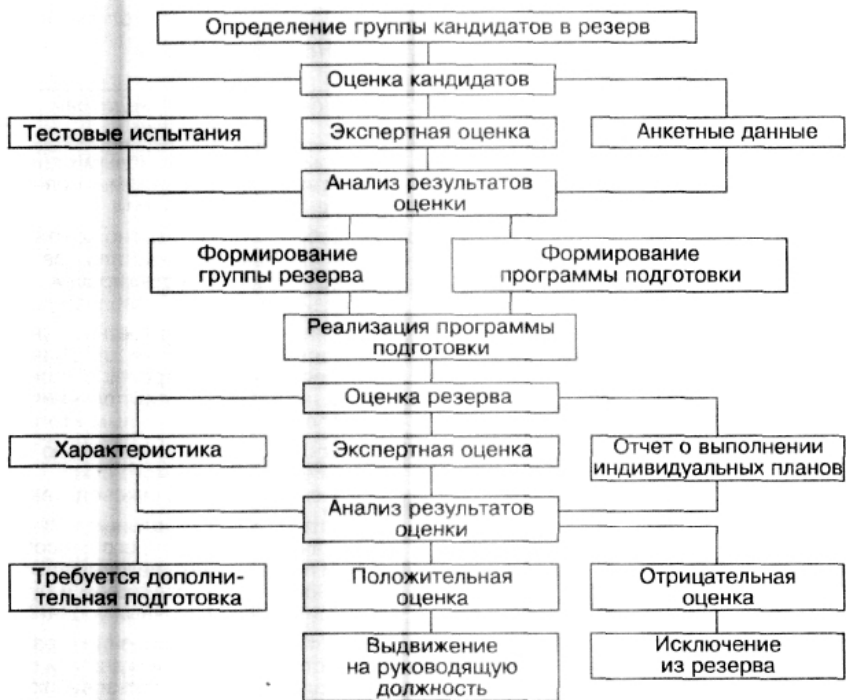 Определение группы кандидатов в резерв
Оценка кандидатов
Тестовые испытания
Экспертная оценка
Анкетные данные
Анализ результатов
оценки
Формирование
группы резерва
Формирование
программы подготовки
Реализация программы
подготовки
Оценка резерва
Характеристика
Экспертная оценка
Отчет о выполнении
индивидуальных планов
Анализ результатов
оценки
Требуется дополни-
тельная подготовка
Положительная
оценка
Отрицательная
оценка
Выдвижение
на руководящую
должность
Исключение
из резерва